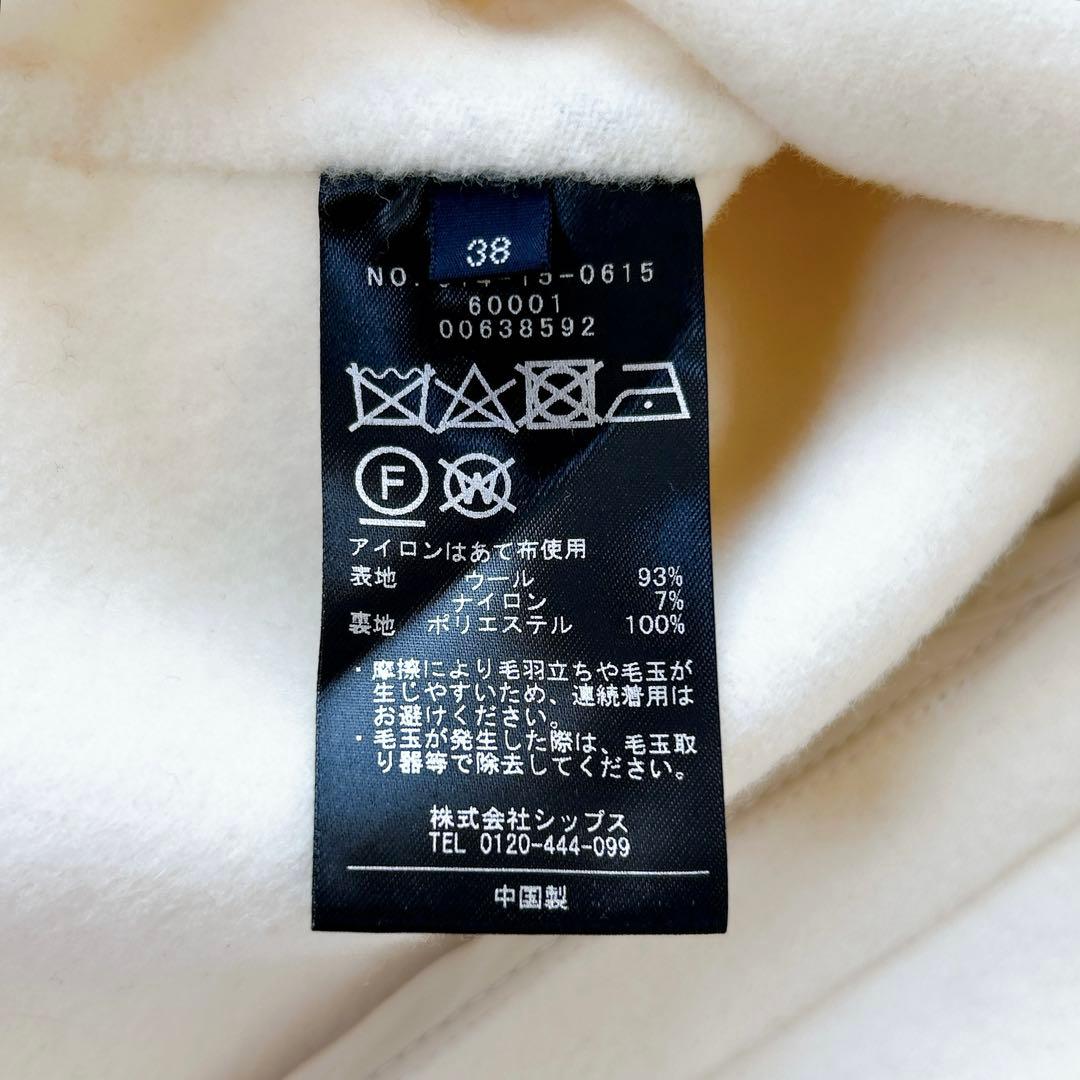 38
NO. -15-0615
60001
00638592
F
W
アイロンはあて布使用
表地 ウール 93%
ナイロン 7%
裏地 ポリエステル 100%
・摩擦により毛羽立ちや毛玉が
生じやすいため、連続着用は
お避けください。
・毛玉が発生した際は、毛玉取
り器等で除去してください。
株式会社シップス
TEL 0120-444-099
中国製